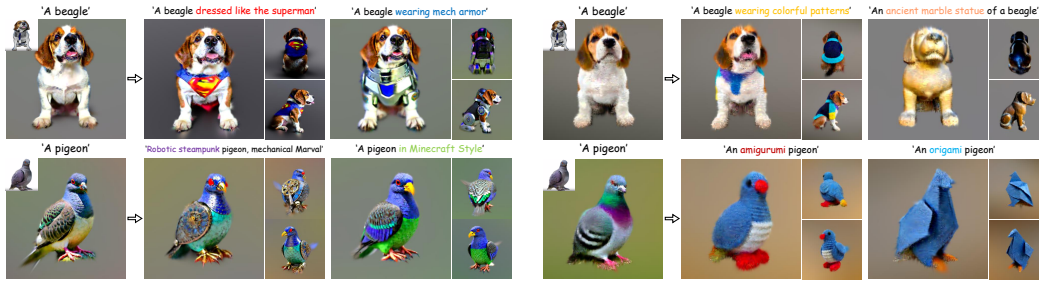 'A beagle'
'A beagle dressed like the superman'
'A beagle wearing mech armor'
'A beagle'
'A beagle wearing colorful patterns'
'An ancient marble statue of a beagle'
'A pigeon'
'Robotic steampunk pigeon, mechanical Marval'
'A pigeon in Minecraft Style'
'A pigeon'
'An amigurumi pigeon'
'An origami pigeon'